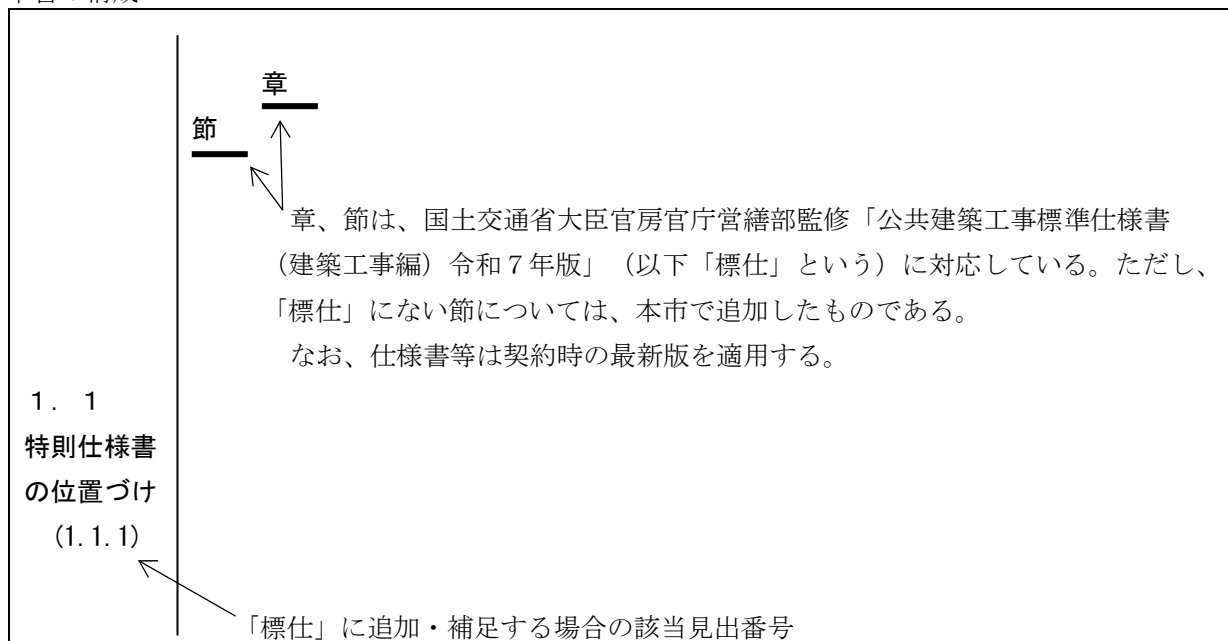 章
節
章、節は、国土交通省大臣官房官庁営繕部監修「公共建築工事標準仕様書
(建築工事編)令和7年版」(以下「標仕」という)に対応している。ただし、
「標仕」にない節については、本市で追加したものである。
なお、仕様書等は契約時の最新版を適用する。
1.1
特則仕様書
の位置づけ
(1.1.1)
「標仕」に追加・補足する場合の該当見出番号